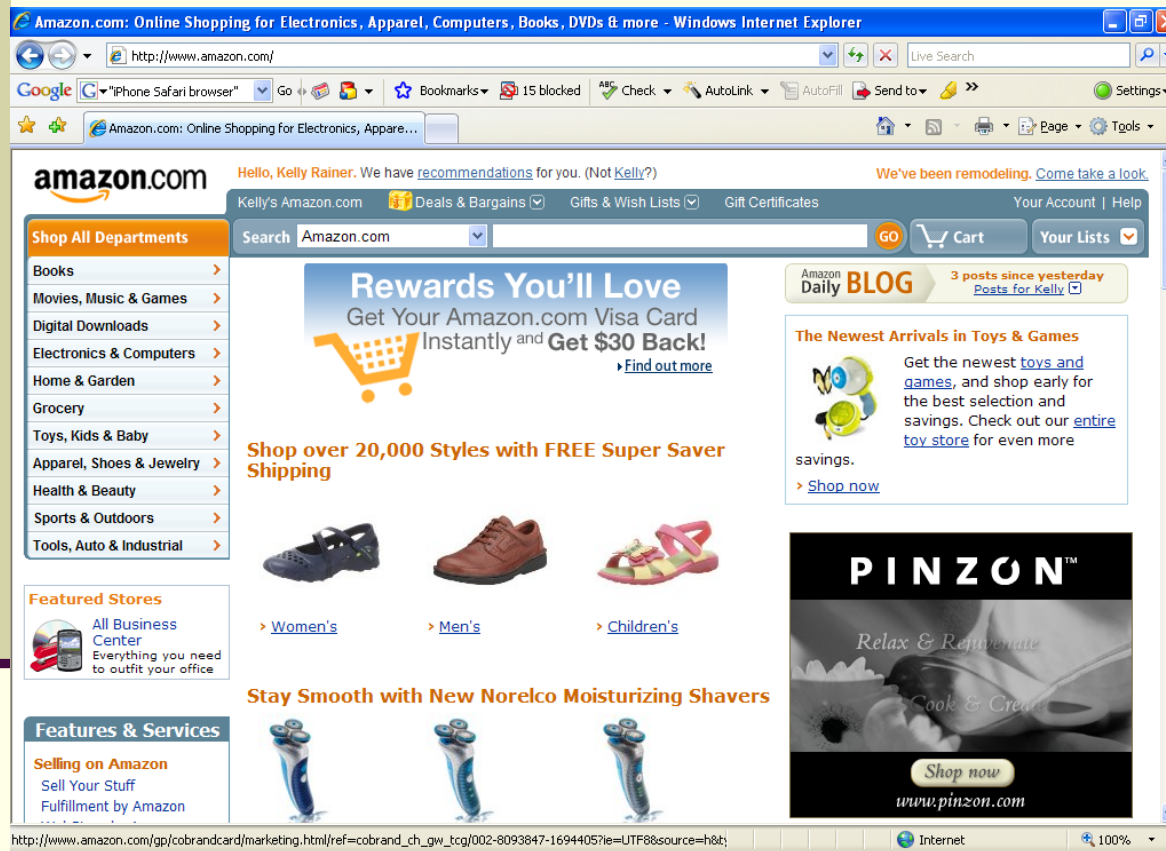 Amazon.com: Online Shopping for Electronics, Apparel, Computers, Books, DVDs & more - Windows Internet Explorer
http://www.amazon.com/
Live Search
Google
"iPhone Safari browser"
Go
Bookmarks
15 blocked
Check
AutoLink
AutoFill
Send to
Settings
Amazon.com: Online Shopping for Electronics, Appare...
Page
Tools
amazon.com
Hello, Kelly Rainer. We have recommendations for you. (Not Kelly?)
We've been remodeling. Come take a look.
Kelly's Amazon.com
Deals & Bargains
Gifts & Wish Lists
Gift Certificates
Your Account | Help
Shop All Departments
Search
Amazon.com
GO
Cart
Your Lists
Books
Movies, Music & Games
Digital Downloads
Electronics & Computers
Home & Garden
Grocery
Toys, Kids & Baby
Apparel, Shoes & Jewelry
Health & Beauty
Sports & Outdoors
Tools, Auto & Industrial
Featured Stores
All Business
Center
Everything you need
to outfit your office
Features & Services
Selling on Amazon
Sell Your Stuff
Fulfillment by Amazon
Rewards You'll Love
Get Your Amazon.com Visa Card
Instantly and Get $30 Back!
Find out more
Shop over 20,000 Styles with FREE Super Saver
Shipping
> Women's
> Men's
> Children's
Stay Smooth with New Norelco Moisturizing Shavers
Amazon
Daily BLOG
3 posts since yesterday
Posts for Kelly
The Newest Arrivals in Toys & Games
Get the newest toys and
games, and shop early for
the best selection and
savings. Check out our entire
toy store for even more
savings.
> Shop now
PINZON™
Relax & Rejuvenate
Cook & Create
Shop now
www.pinzon.com
http://www.amazon.com/gp/cobrandcard/marketing.html/ref=cobrand_ch_gw_tcg/002-8093847-1694405?ie=UTF8&source=h&t
Internet
100%